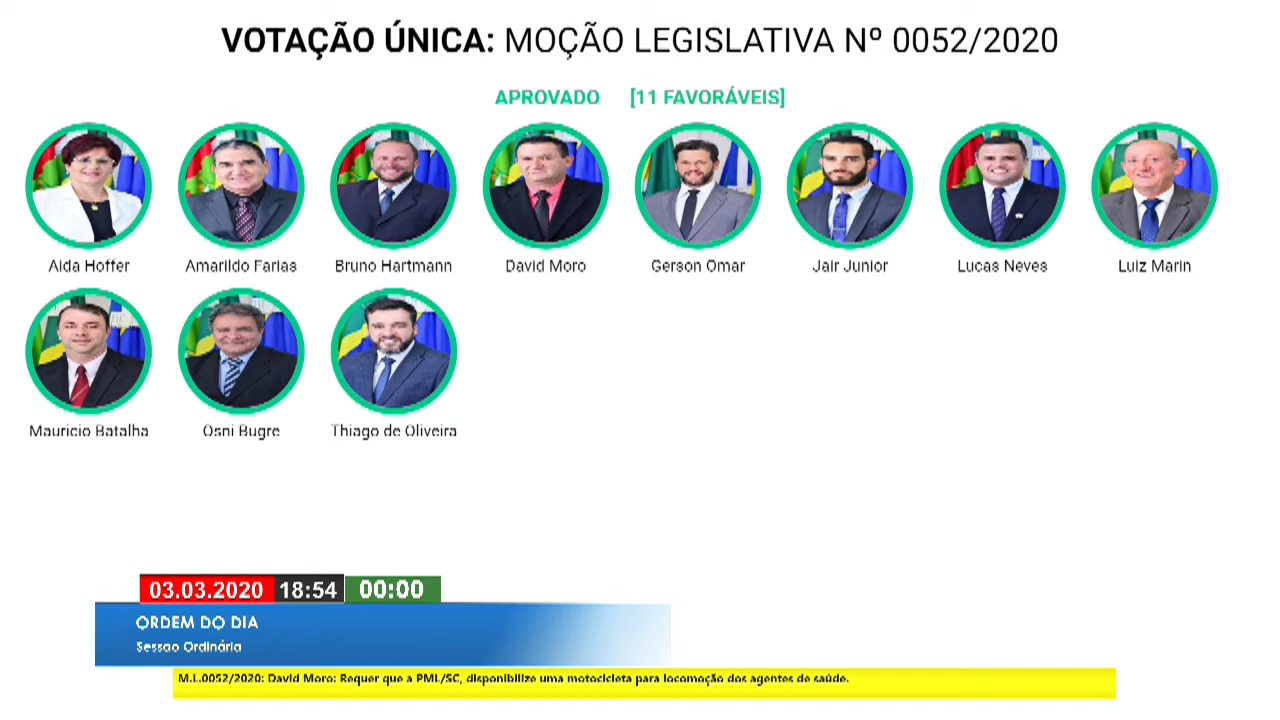 VOTAÇÃO ÚNICA: MOÇÃO LEGISLATIVA Nº 0052/2020
APROVADO [11 FAVORÁVEIS]
Aida Hoffer Amarildo Farias Bruno Hartmann David Moro Gerson Omar Jair Junior Lucas Neves Luiz Marin
Mauricio Batalha Osni Bugre Thiago de Oliveira
03.03.2020 18:54 00:00
ORDEM DO DIA
Sessao Ordinária
M.L.0052/2020: David Moro: Requer que a PML/SC, disponibilize uma motocicleta para locomoção dos agentes de saúde.